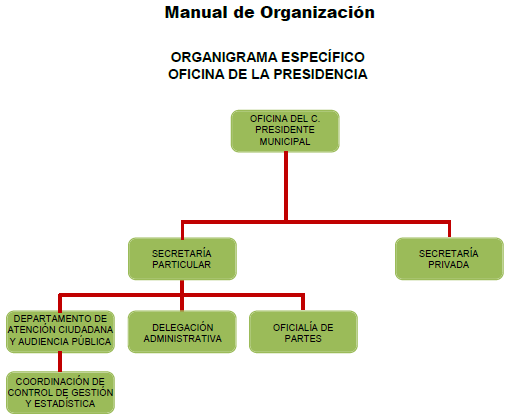 Manual de Organización
ORGANIGRAMA ESPECÍFICO
OFICINA DE LA PRESIDENCIA
OFICINA DEL C.
PRESIDENTE
MUNICIPAL
SECRETARÍA
PARTICULAR
SECRETARÍA
PRIVADA
DEPARTAMENTO DE
ATENCIÓN CIUDADANA
Y AUDIENCIA PÚBLICA
DELEGACIÓN
ADMINISTRATIVA
OFICIALÍA DE
PARTES
COORDINACIÓN DE
CONTROL DE GESTIÓN
Y ESTADÍSTICA